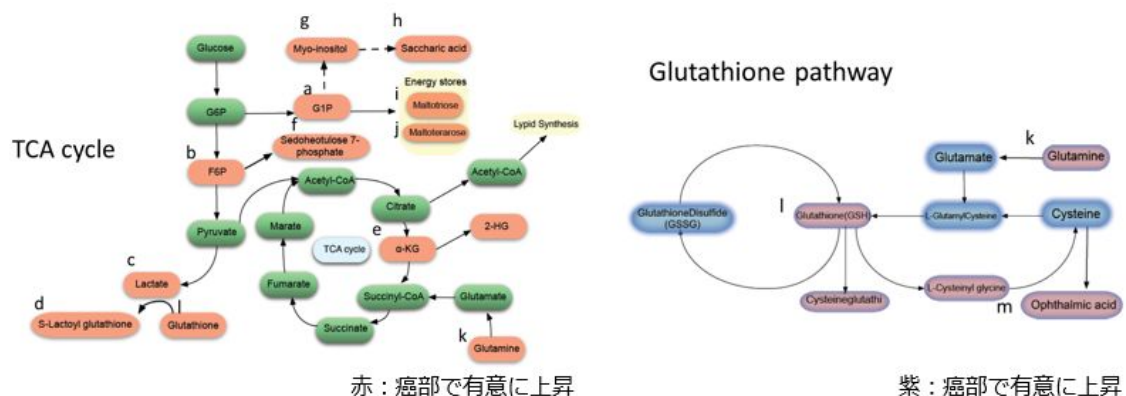 g
h
Glucose
Myo-inositol
Saccharic acid
Energy stores
a
i
Maltotriose
G6P
G1P
j
Maltoterarose
f
Sedoheotulose 7-
phosphate
Lypid Synthesis
TCA cycle
b
F6P
Acetyl-CoA
Acetyl-CoA
Citrate
Pyruvate
Marate
e
2-HG
TCA cycle
α-KG
c
Lactate
Fumarate
Succinyl-CoA
Glutamate
d
l
S-Lactoyl glutathione
Glutathione
Succinate
k
Glutamine
赤：癌部で有意に上昇
Glutathione pathway
k
Glutamate
Glutamine
l
GlutathioneDisulfide
(GSSG)
Glutathione(GSH)
L-GlutamylCysteine
Cysteine
L-Cysteinyl glycine
Cysteineglutathi
m
Ophthalmic acid
紫：癌部で有意に上昇